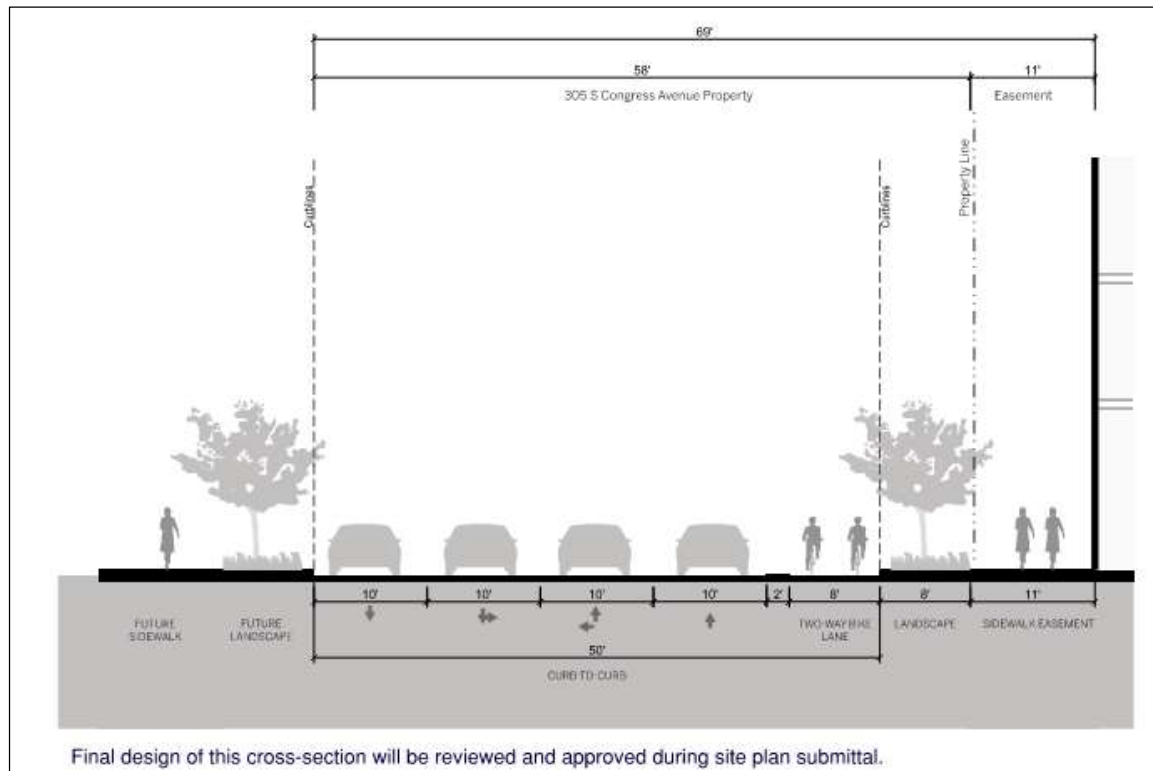 69'
58'
11'
305 S Congress Avenue Property
Easement
Curblines
Curblines
Property Line
10'
10'
10'
10'
2'
8'
8'
11'
FUTURE
SIDEWALK
FUTURE
LANDSCAPE
TWO-WAY BIKE
LANE
LANDSCAPE
SIDEWALK EASEMENT
50'
CURB-TO-CURB
Final design of this cross-section will be reviewed and approved during site plan submittal.